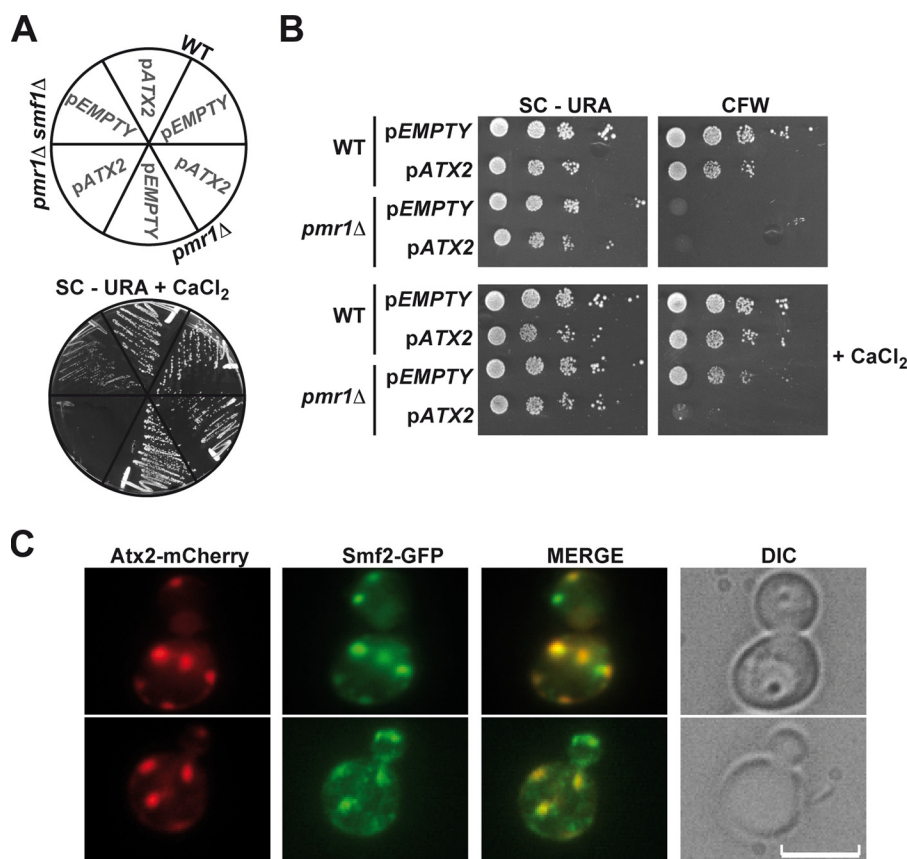 A
WT
pATX2
pEMPTY
pEMPTY
pmr1Δ smf1Δ
pATX2
pEMPTY
pATX2
pmr1Δ
SC - URA + CaCl₂
B
SC - URA
CFW
WT
pEMPTY
pATX2
pmr1Δ
pEMPTY
pATX2
WT
pEMPTY
pATX2
pmr1Δ
pEMPTY
pATX2
+ CaCl₂
C
Atx2-mCherry
Smf2-GFP
MERGE
DIC